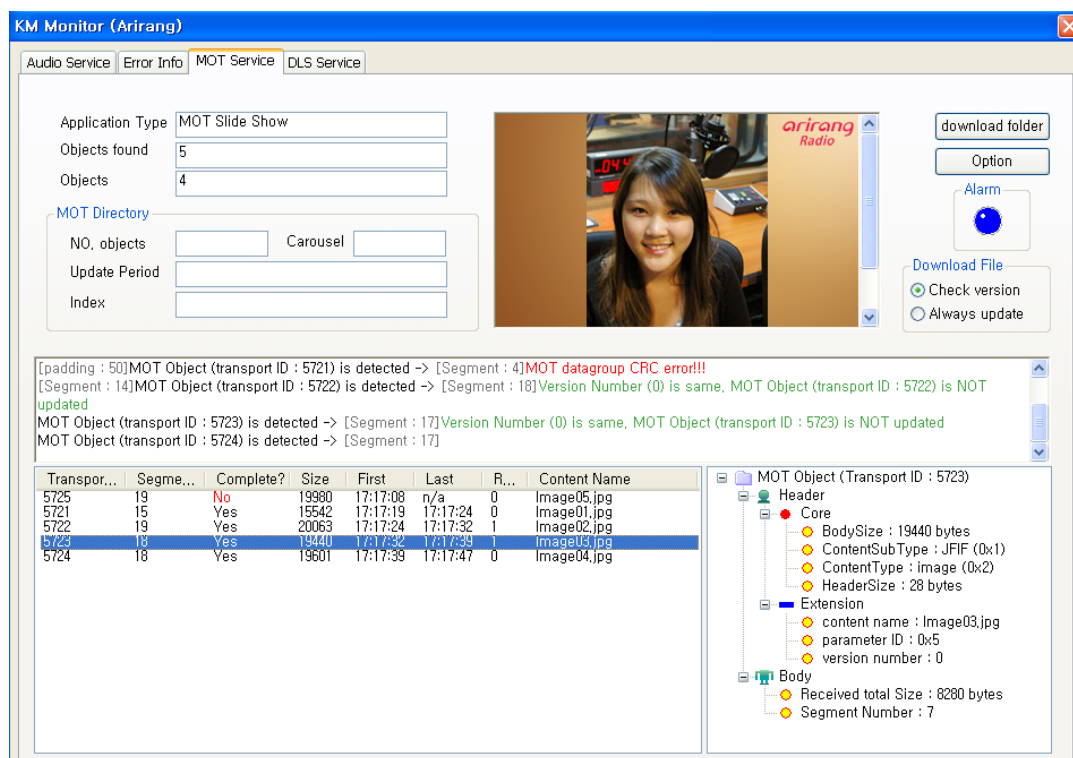 KM Monitor (Arirang)
Audio Service Error Info MOT Service DLS Service
Application Type MOT Slide Show
Objects found 5
Objects 4
MOT Directory
NO. objects Carousel
Update Period
Index
arirang
Radio
download folder
Option
Alarm
Download File
Check version
Always update
[padding : 50]MOT Object (transport ID : 5721) is detected -> [Segment : 4]MOT datagroup CRC error!!!
[Segment : 14]MOT Object (transport ID : 5722) is detected -> [Segment : 18]Version Number (0) is same, MOT Object (transport ID : 5722) is NOT
updated
MOT Object (transport ID : 5723) is detected -> [Segment : 17]Version Number (0) is same, MOT Object (transport ID : 5723) is NOT updated
MOT Object (transport ID : 5724) is detected -> [Segment : 17]
Transpor... Segme... Complete? Size First Last R... Content Name
5725 19 No 19980 17:17:08 n/a 0 Image05.jpg
5721 15 Yes 15542 17:17:19 17:17:24 0 Image01.jpg
5722 19 Yes 20063 17:17:24 17:17:32 1 Image02.jpg
5723 18 Yes 19440 17:17:32 17:17:39 1 Image03.jpg
5724 18 Yes 19601 17:17:39 17:17:47 0 Image04.jpg
MOT Object (Transport ID : 5723)
Header
Core
BodySize : 19440 bytes
ContentSubType : JFIF (0x1)
ContentType : image (0x2)
HeaderSize : 28 bytes
Extension
content name : Image03.jpg
parameter ID : 0x5
version number : 0
Body
Received total Size : 8280 bytes
Segment Number : 7